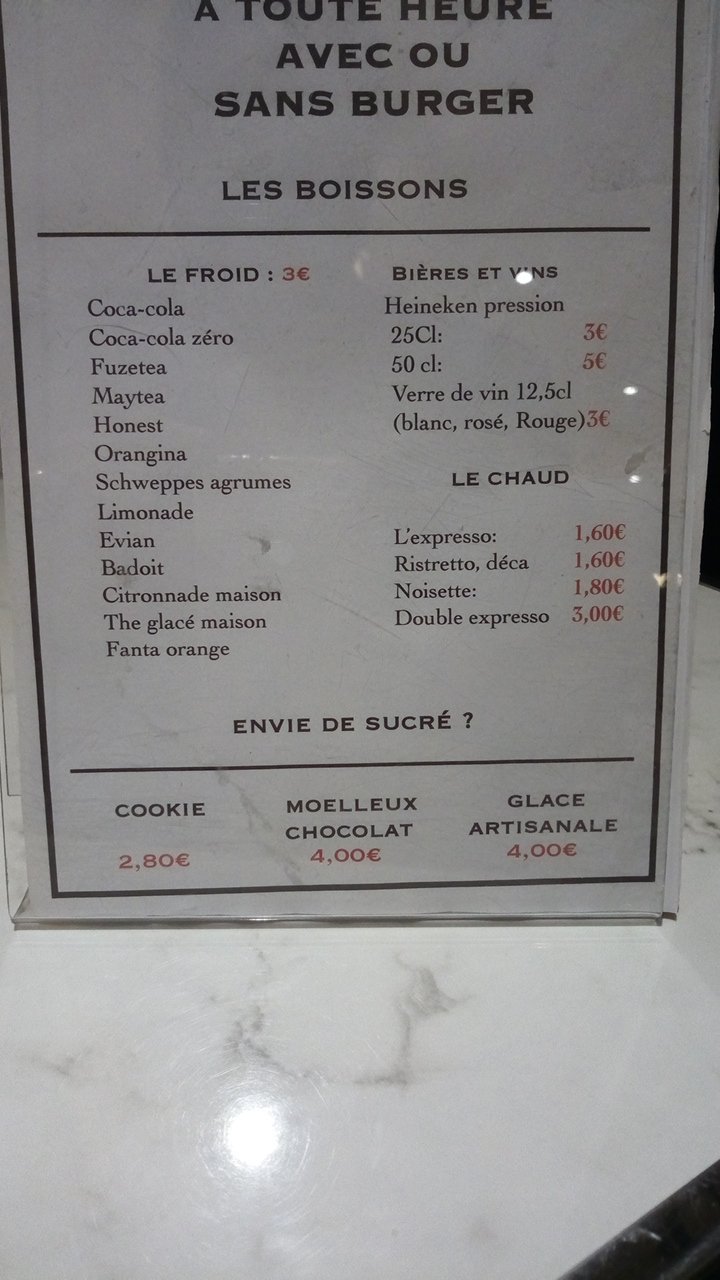 À TOUTE HEURE
AVEC OU
SANS BURGER
LES BOISSONS
LE FROID : 3€
Coca-cola
Coca-cola zéro
Fuzetea
Maytea
Honest
Orangina
Schweppes agrumes
Limonade
Evian
Badoit
Citronnade maison
The glacé maison
Fanta orange
BIÈRES ET VINS
Heineken pression
25Cl: 3€
50 cl: 5€
Verre de vin 12,5cl
(blanc, rosé, Rouge)3€
LE CHAUD
L'expresso: 1,60€
Ristretto, déca 1,60€
Noisette: 1,80€
Double expresso 3,00€
ENVIE DE SUCRÉ ?
COOKIE
2,80€
MOELLEUX
CHOCOLAT
4,00€
GLACE
ARTISANALE
4,00€